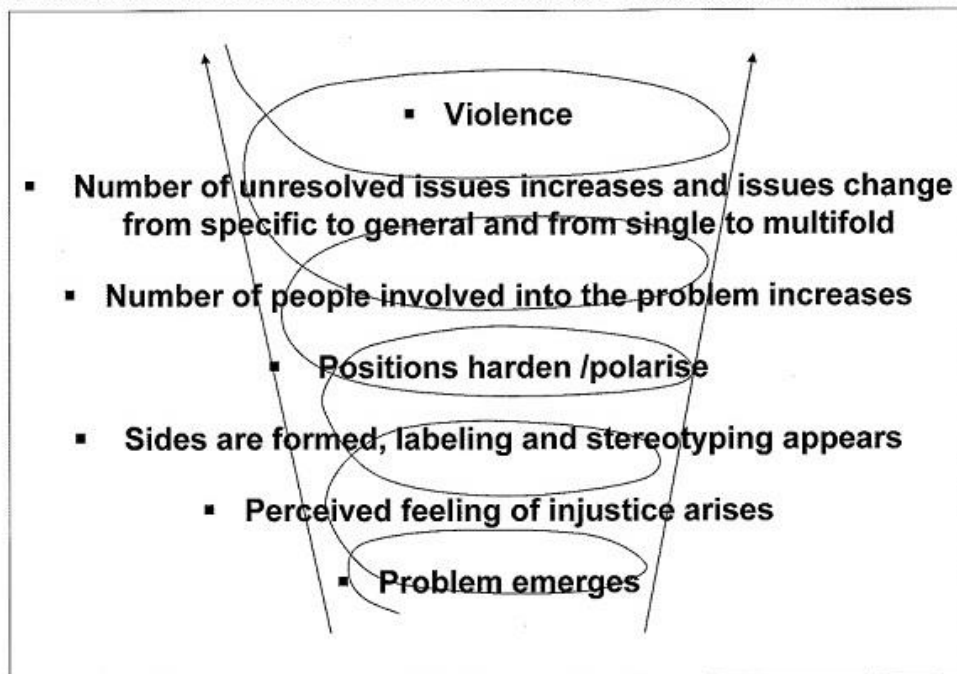 ▪ Violence
▪ Number of unresolved issues increases and issues change
from specific to general and from single to multifold
▪ Number of people involved into the problem increases
▪ Positions harden /polarise
▪ Sides are formed, labeling and stereotyping appears
▪ Perceived feeling of injustice arises
▪ Problem emerges